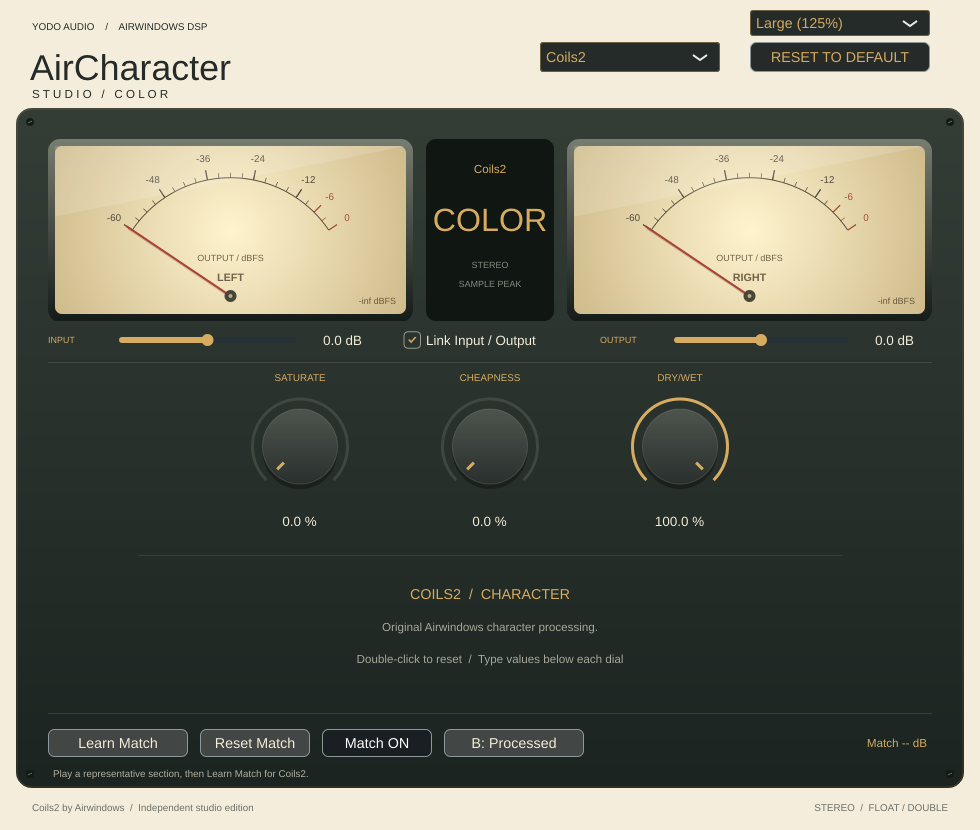 YODO AUDIO / AIRWINDOWS DSP
Large (125%)
Coils2
RESET TO DEFAULT
AirCharacter
STUDIO / COLOR
-60 -48 -36 -24 -12 -6 0
OUTPUT / dBFS
LEFT
-inf dBFS
Coils2
COLOR
STEREO
SAMPLE PEAK
-60 -48 -36 -24 -12 -6 0
OUTPUT / dBFS
RIGHT
-inf dBFS
INPUT 0.0 dB Link Input / Output OUTPUT 0.0 dB
SATURATE CHEAPNESS DRY/WET
0.0 % 0.0 % 100.0 %
COILS2 / CHARACTER
Original Airwindows character processing.
Double-click to reset / Type values below each dial
Learn Match Reset Match Match ON B: Processed Match -- dB
Play a representative section, then Learn Match for Coils2.
Coils2 by Airwindows / Independent studio edition STEREO / FLOAT / DOUBLE